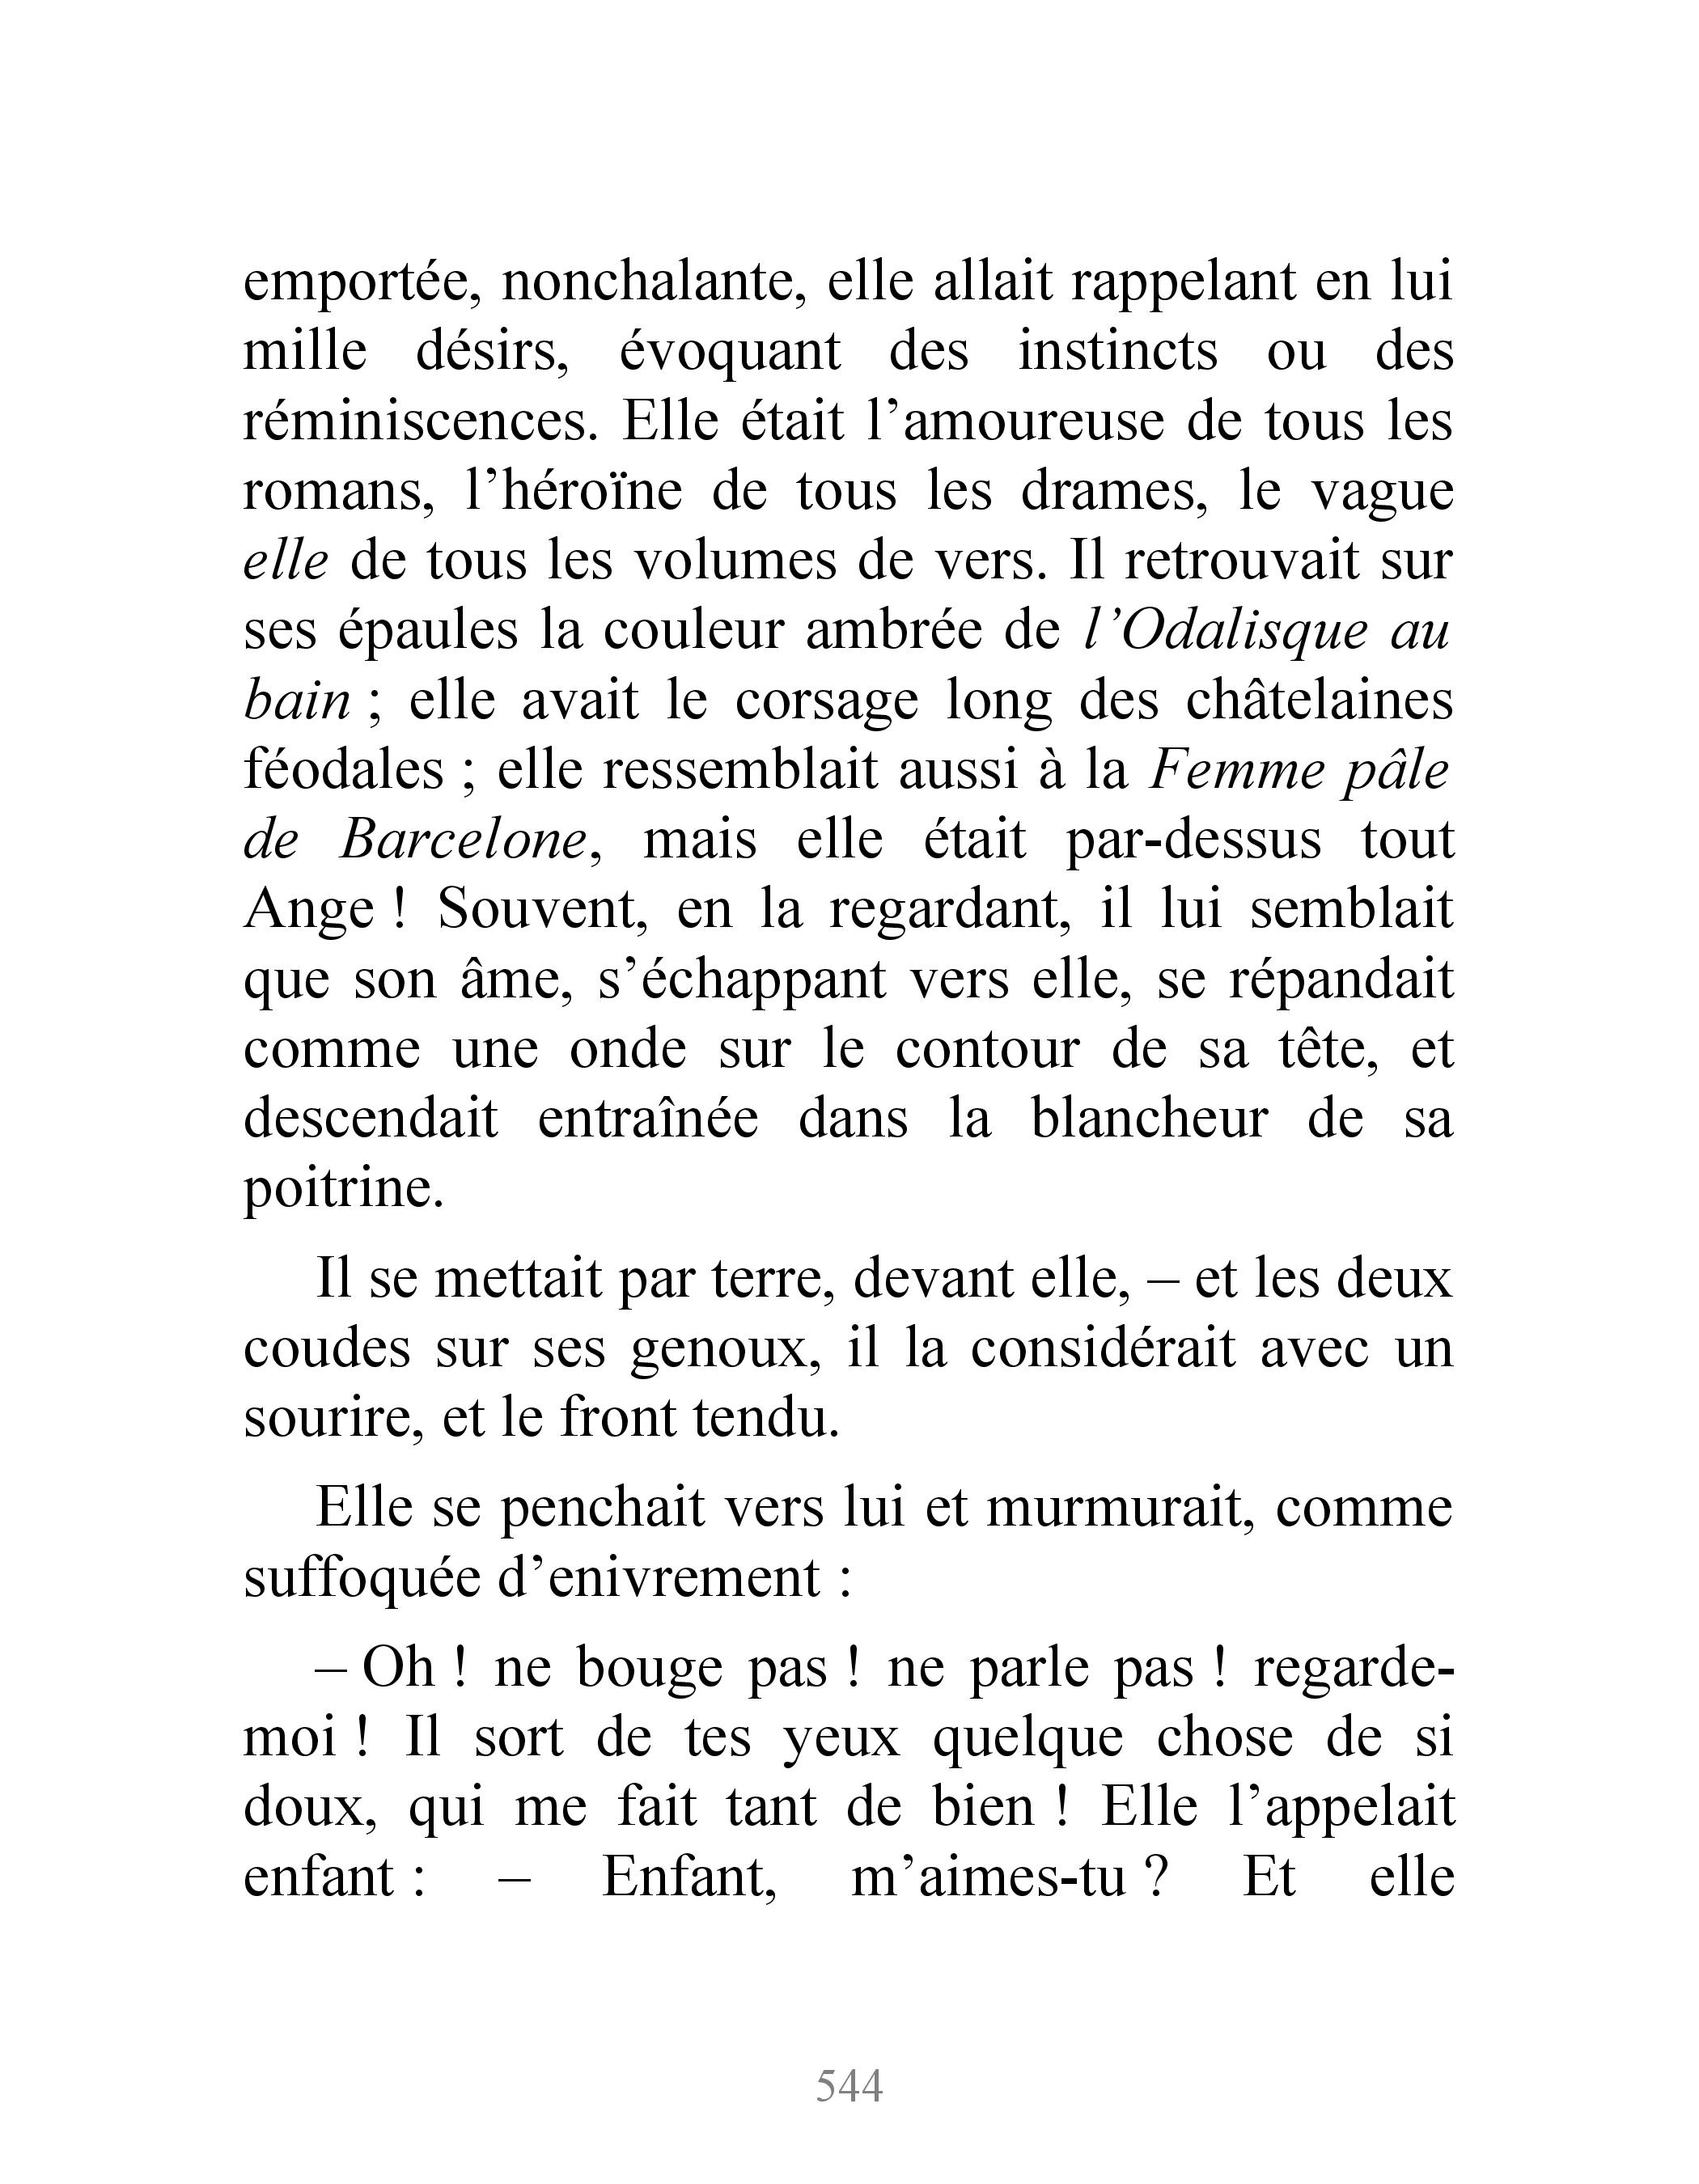 emportée, nonchalante, elle allait rappelant en lui
mille désirs, évoquant des instincts ou des
réminiscences. Elle était l’amoureuse de tous les
romans, l’héroïne de tous les drames, le vague
elle de tous les volumes de vers. Il retrouvait sur
ses épaules la couleur ambrée de l’Odalisque au
bain ; elle avait le corsage long des châtelaines
féodales ; elle ressemblait aussi à la Femme pâle
de Barcelone, mais elle était par-dessus tout
Ange ! Souvent, en la regardant, il lui semblait
que son âme, s’échappant vers elle, se répandait
comme une onde sur le contour de sa tête, et
descendait entraînée dans la blancheur de sa
poitrine.
Il se mettait par terre, devant elle, – et les deux
coudes sur ses genoux, il la considérait avec un
sourire, et le front tendu.
Elle se penchait vers lui et murmurait, comme
suffoquée d’enivrement :
– Oh ! ne bouge pas ! ne parle pas ! regarde-
moi ! Il sort de tes yeux quelque chose de si
doux, qui me fait tant de bien ! Elle l’appelait
enfant : – Enfant, m’aimes-tu ? Et elle
544